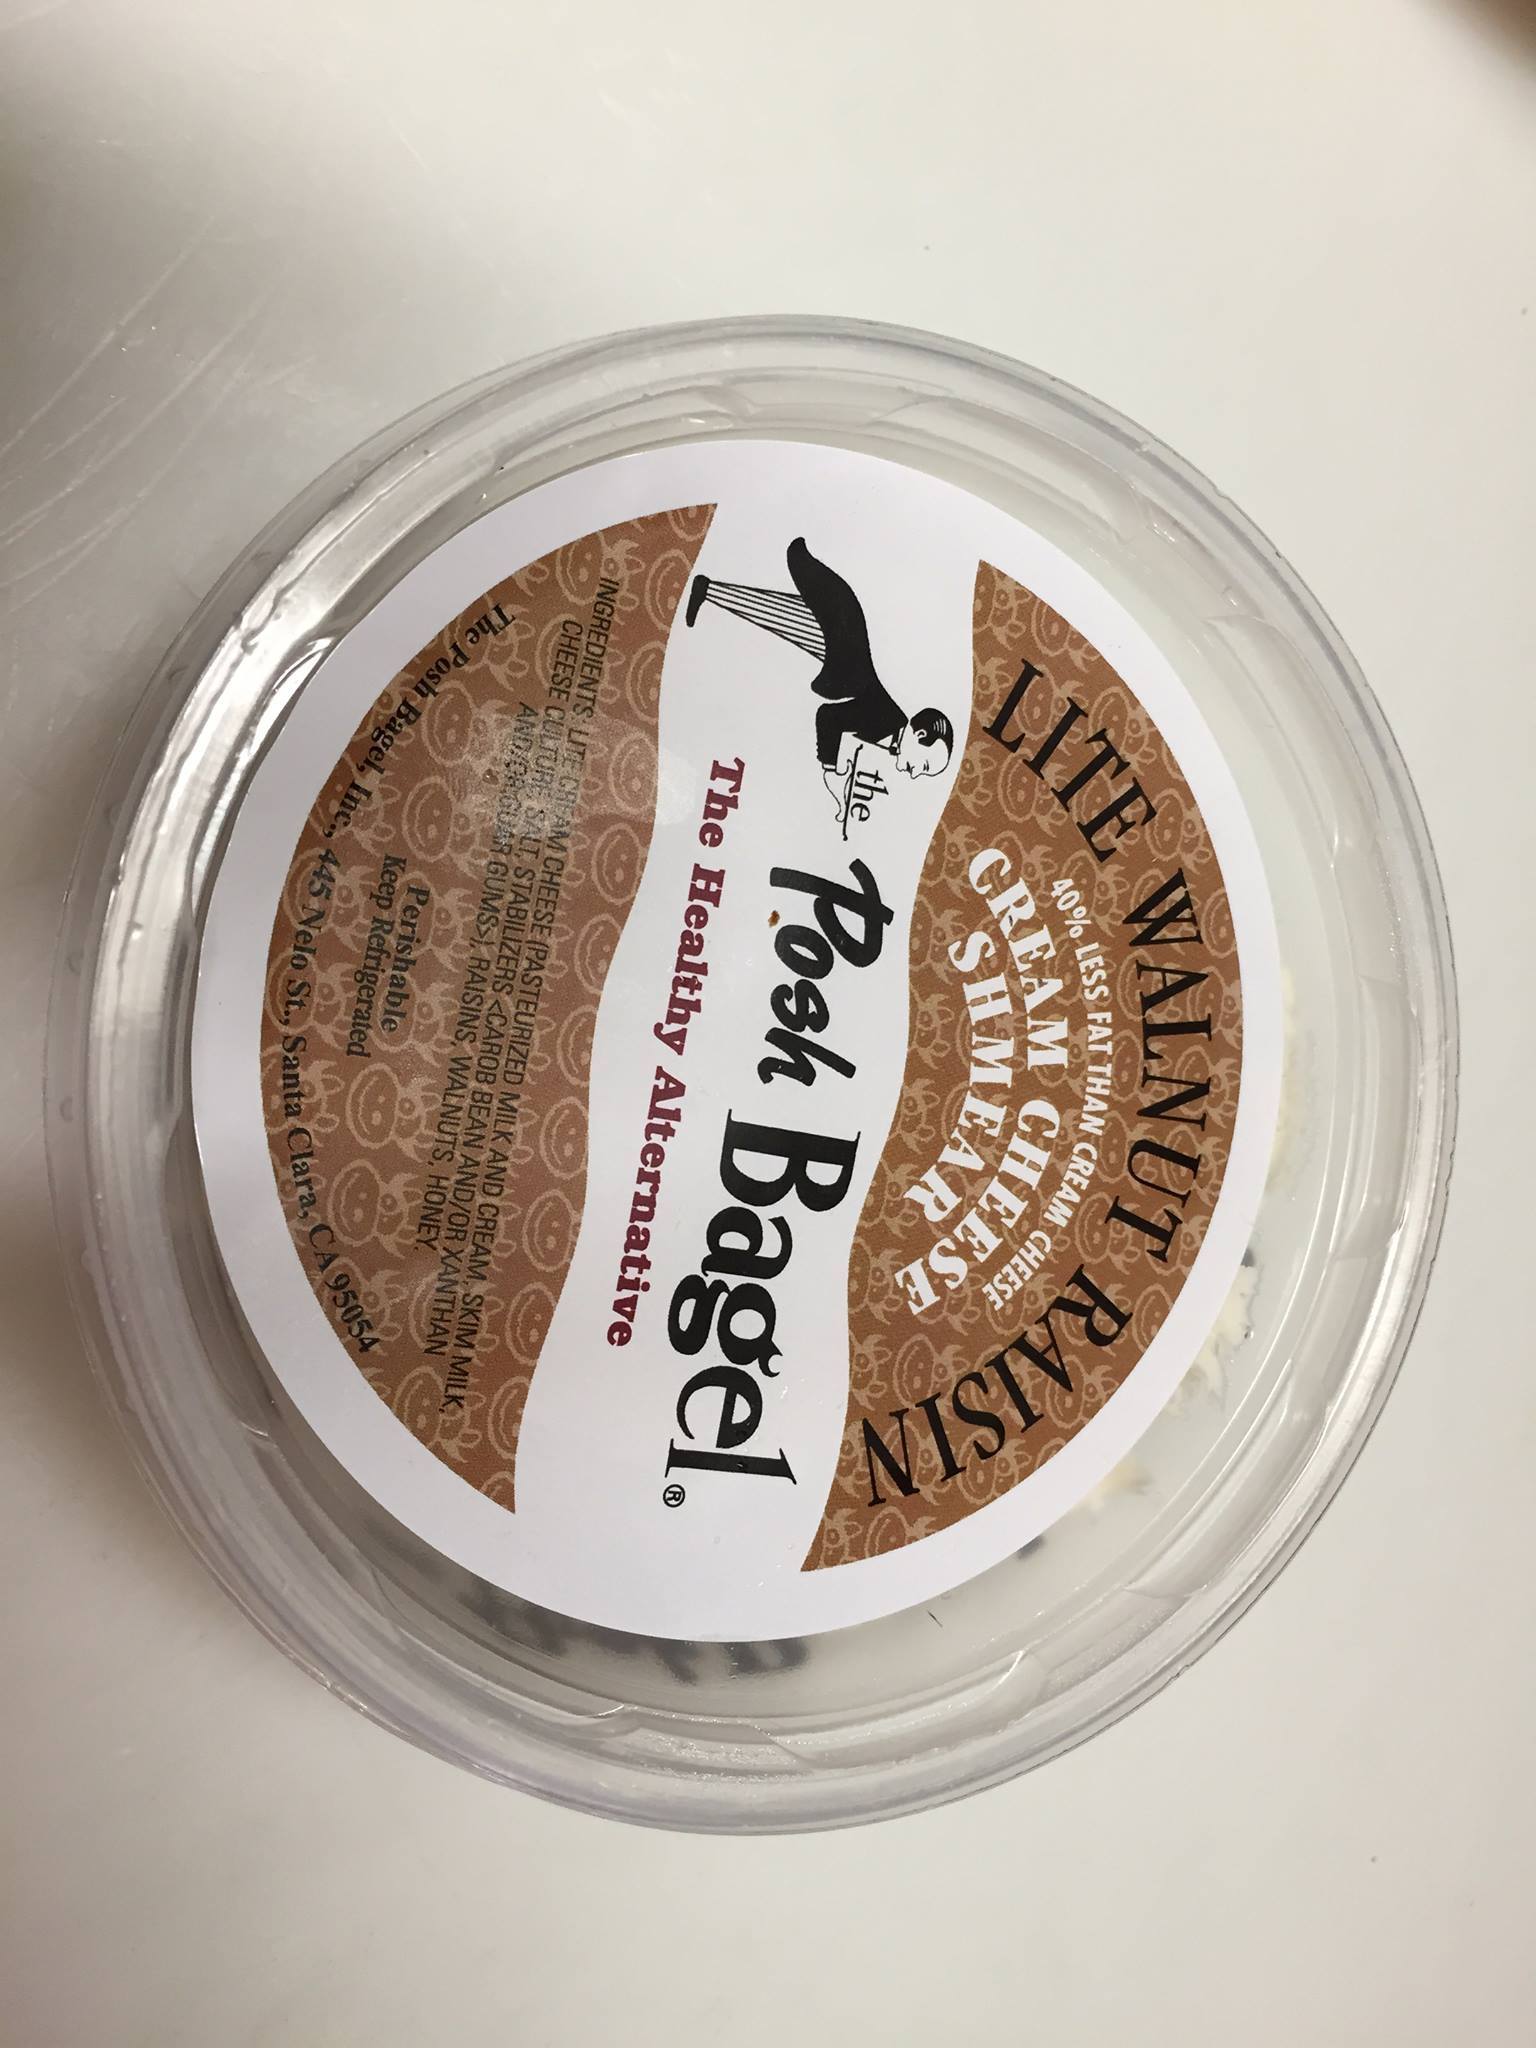 LITE WALNUT RAISIN
40% LESS FAT THAN CREAM CHEESE
CREAM CHEESE
SHMEARSE
the Posh Bagel®
The Healthy Alternative
INGREDIENTS: LITE CREAM CHEESE (PASTEURIZED MILK AND CREAM, SKIM MILK,
CHEESE CULTURE, SALT, STABILIZERS <CAROB BEAN AND/OR XANTHAN
AND/OR GUAR GUMS>), RAISINS, WALNUTS, HONEY.
Perishable
Keep Refrigerated
The Posh Bagel, Inc., 445 Nelo St., Santa Clara, CA 95054